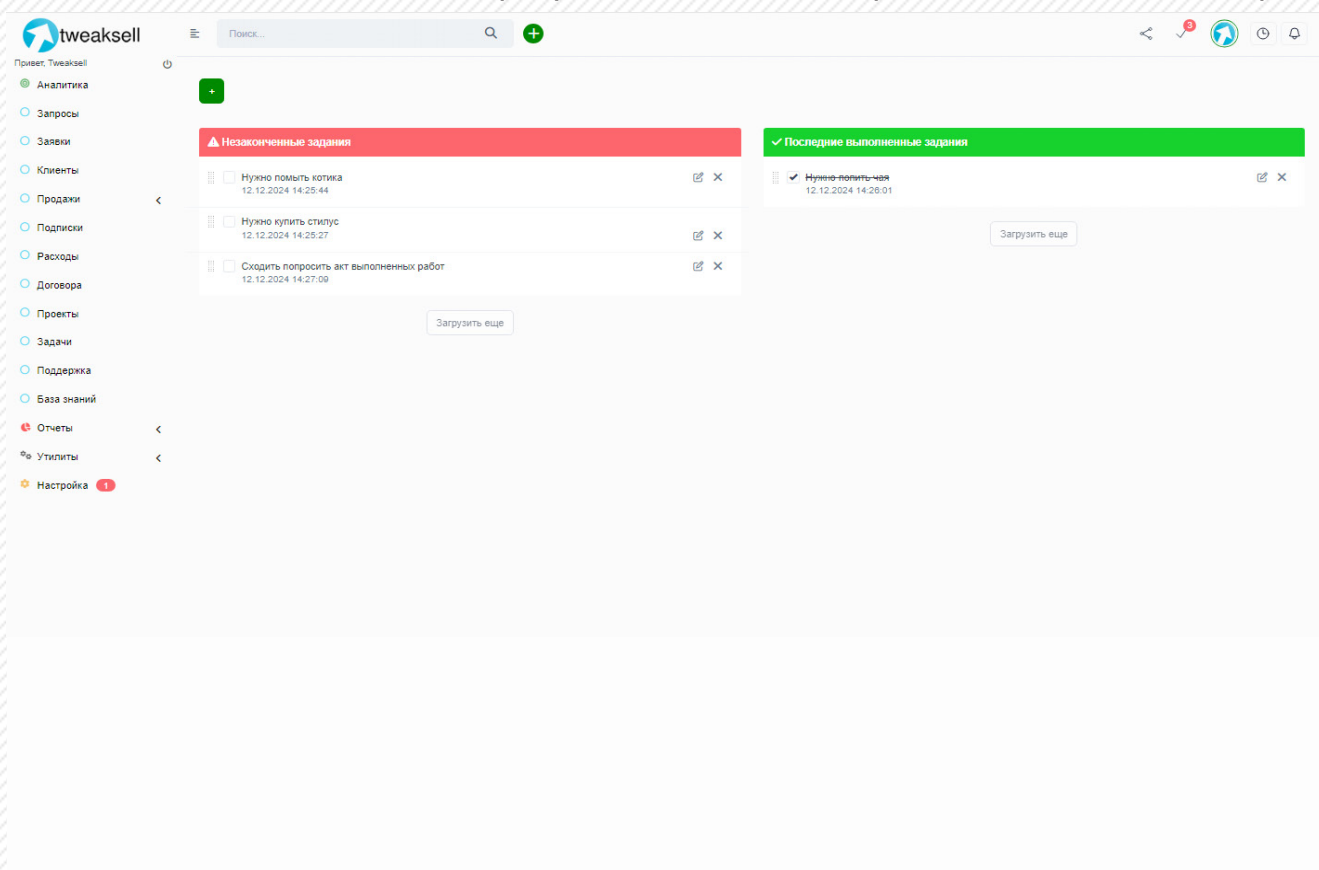 tweaksell
Поиск...
3
Привет, Tweaksell
Аналитика
Запросы
Заявки
Клиенты
Продажи
Подписки
Расходы
Договора
Проекты
Задачи
Поддержка
База знаний
Отчеты
Утилиты
Настройка 1
+
Незаконченные задания
Нужно помыть котика
12.12.2024 14:25:44
Нужно купить стилус
12.12.2024 14:25:27
Сходить попросить акт выполненных работ
12.12.2024 14:27:09
Загрузить еще
Последние выполненные задания
Нужно попить чая
12.12.2024 14:26:01
Загрузить еще